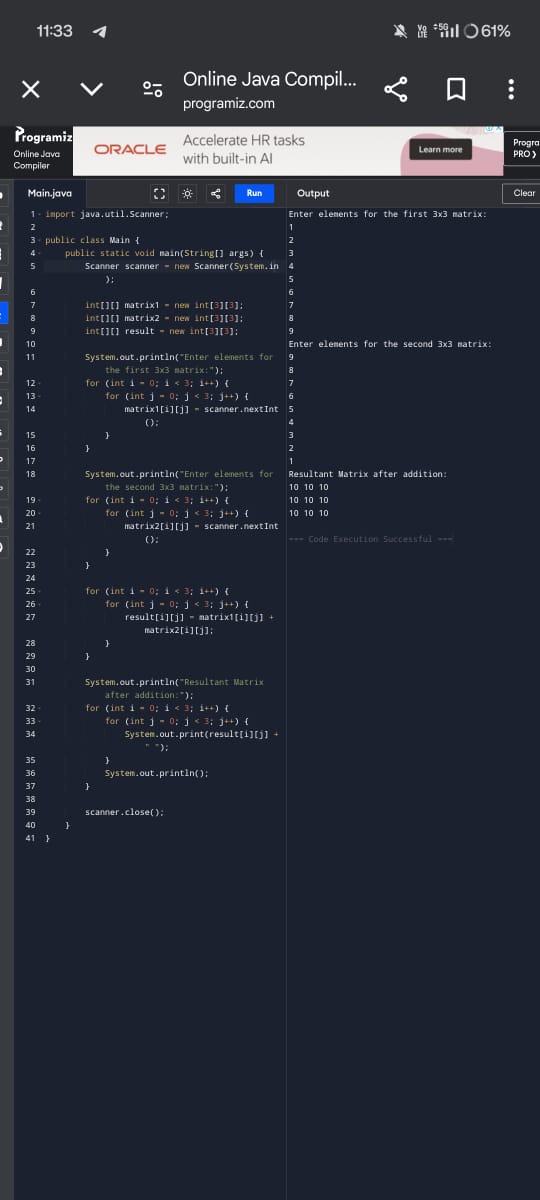 11:33
Vo LTE 5G 61%
Online Java Compil...
programiz.com
Programiz
Online Java
Compiler
ORACLE
Accelerate HR tasks
with built-in AI
Learn more
Progra
PRO >
Main.java
Run
1 import java.util.Scanner;
2
3 public class Main {
4 public static void main(String[] args) {
5 Scanner scanner = new Scanner(System.in
);
6
7 int[][] matrix1 = new int[3][3];
8 int[][] matrix2 = new int[3][3];
9 int[][] result = new int[3][3];
10
11 System.out.println("Enter elements for
the first 3x3 matrix:");
12 for (int i = 0; i < 3; i++) {
13 for (int j = 0; j < 3; j++) {
14 matrix1[i][j] = scanner.nextInt
();
15 }
16 }
17
18 System.out.println("Enter elements for
the second 3x3 matrix:");
19 for (int i = 0; i < 3; i++) {
20 for (int j = 0; j < 3; j++) {
21 matrix2[i][j] = scanner.nextInt
();
22 }
23 }
24
25 for (int i = 0; i < 3; i++) {
26 for (int j = 0; j < 3; j++) {
27 result[i][j] = matrix1[i][j] +
matrix2[i][j];
28 }
29 }
30
31 System.out.println("Resultant Matrix
after addition:");
32 for (int i = 0; i < 3; i++) {
33 for (int j = 0; j < 3; j++) {
34 System.out.print(result[i][j] +
" ");
35 }
36 System.out.println();
37 }
38
39 scanner.close();
40 }
41 }
Output
Clear
Enter elements for the first 3x3 matrix:
1
2
3
4
5
6
7
8
9
Enter elements for the second 3x3 matrix:
9
8
7
6
5
4
3
2
1
Resultant Matrix after addition:
10 10 10
10 10 10
10 10 10
=== Code Execution Successful ===